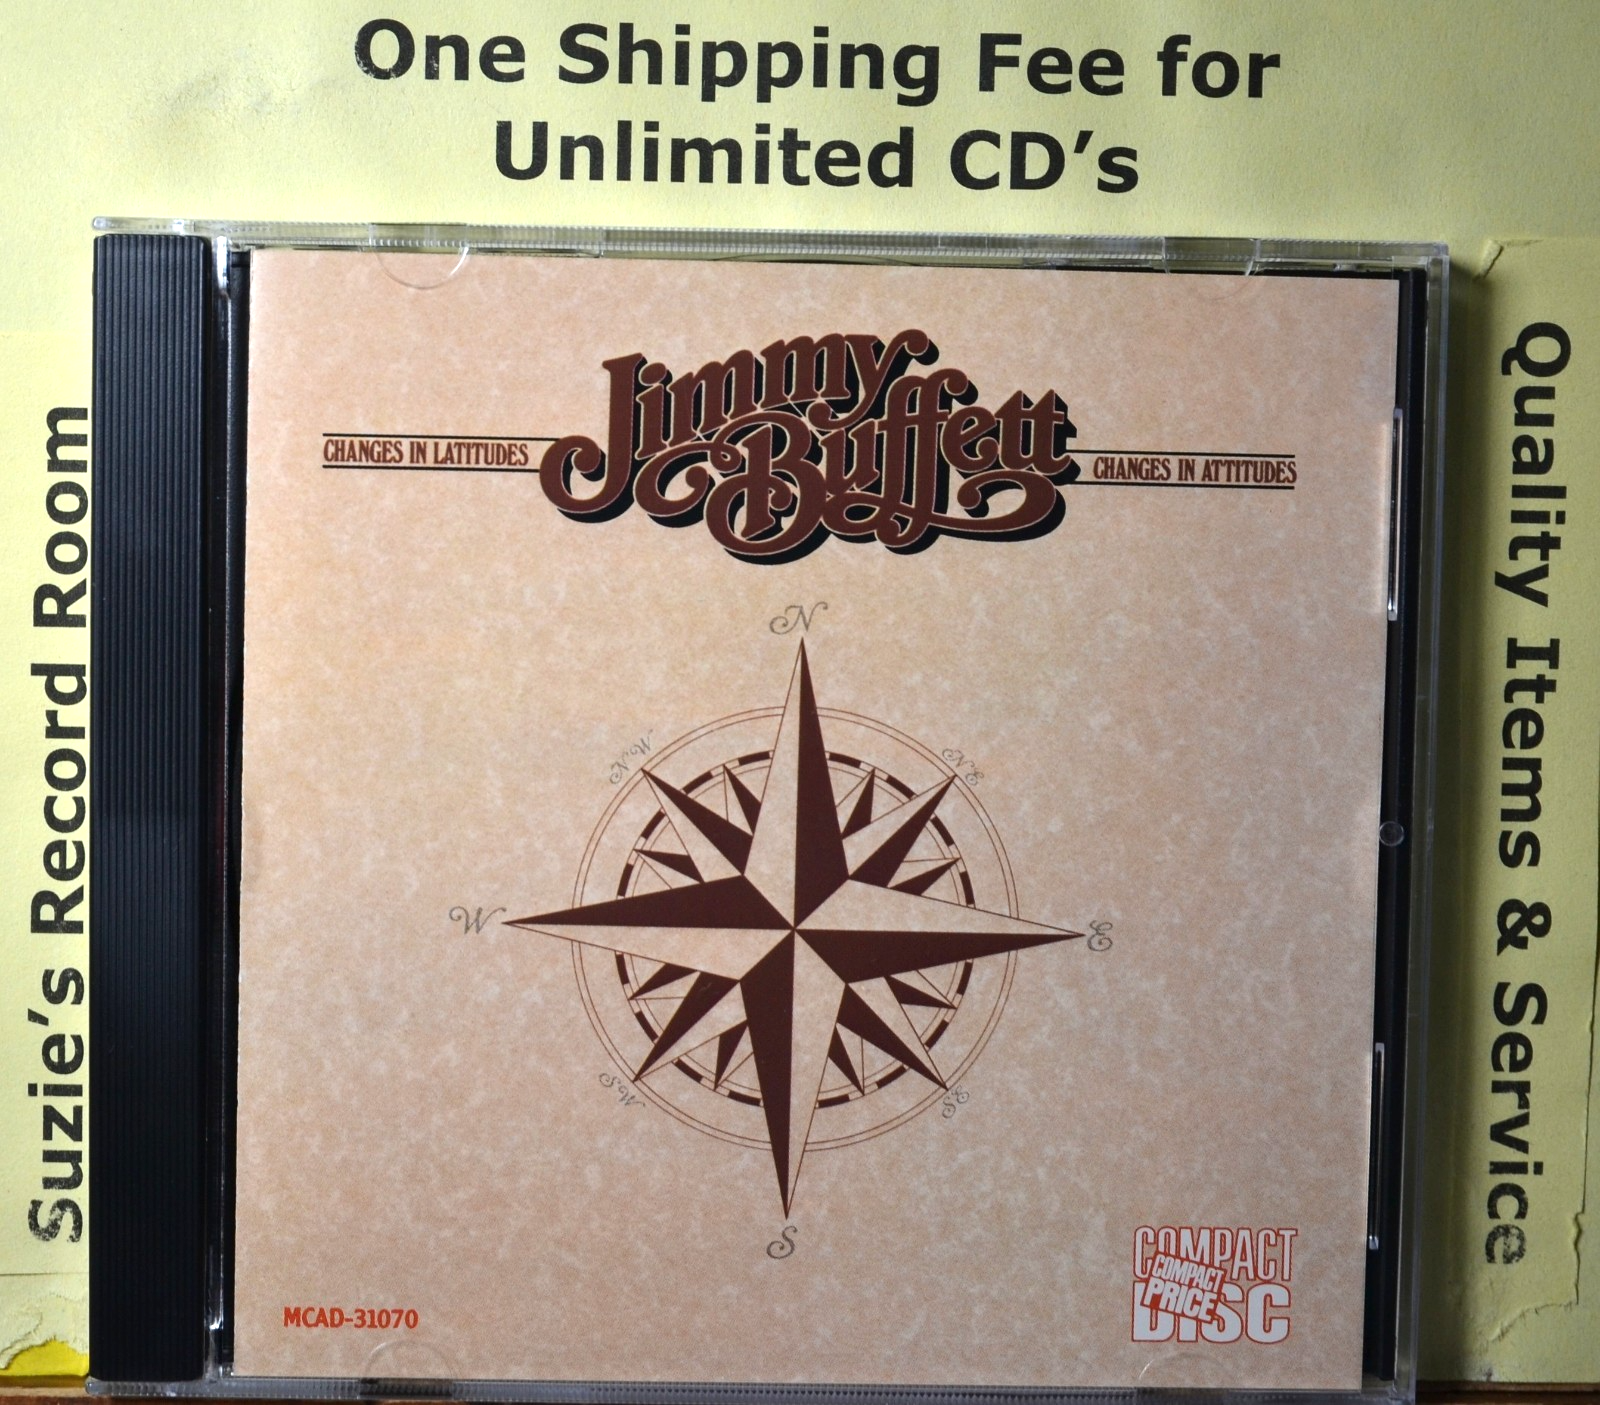 One Shipping Fee for
Unlimited CD's
Suzie's Record Room
Quality Items & Service
Jimmy
Buffett
CHANGES IN LATITUDES
CHANGES IN ATTITUDES
N
NW
NE
W
E
SW
SE
S
MCAD-31070
COMPACT
COMPACT
PRICE
DISC